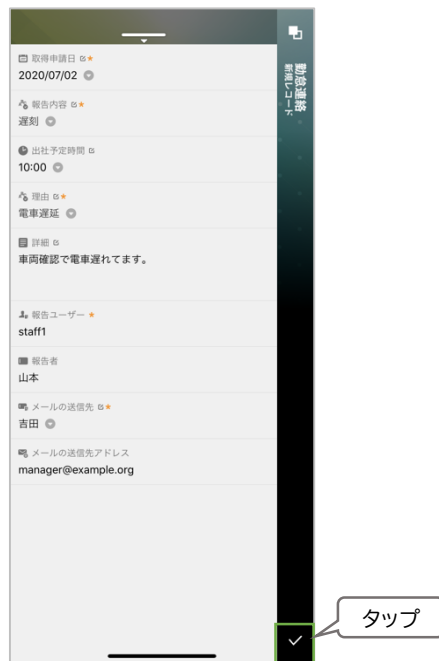 取得申請日
2020/07/02
報告内容
遅刻
出社予定時間
10:00
理由
電車遅延
詳細
車両確認で電車遅れてます。
報告ユーザー
staff1
報告者
山本
メールの送信先
吉田
メールの送信先アドレス
manager@example.org
勤怠連絡
新規レコード
タップ